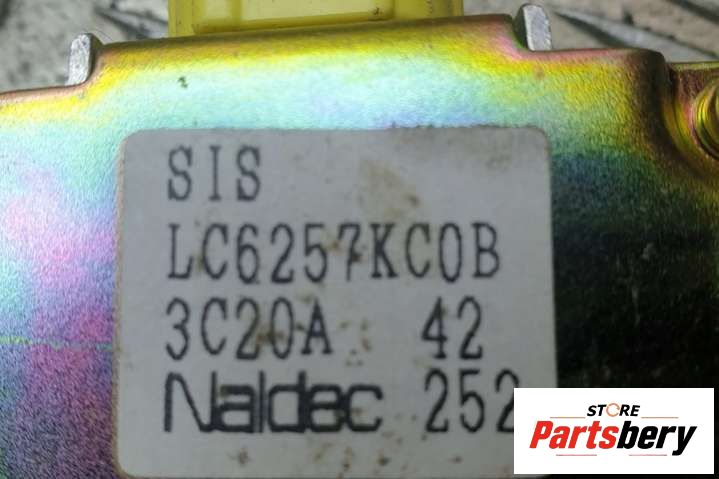 SIS
LC6257KC0B
3C20A 42
Naldec 252
STORE
Partsbery